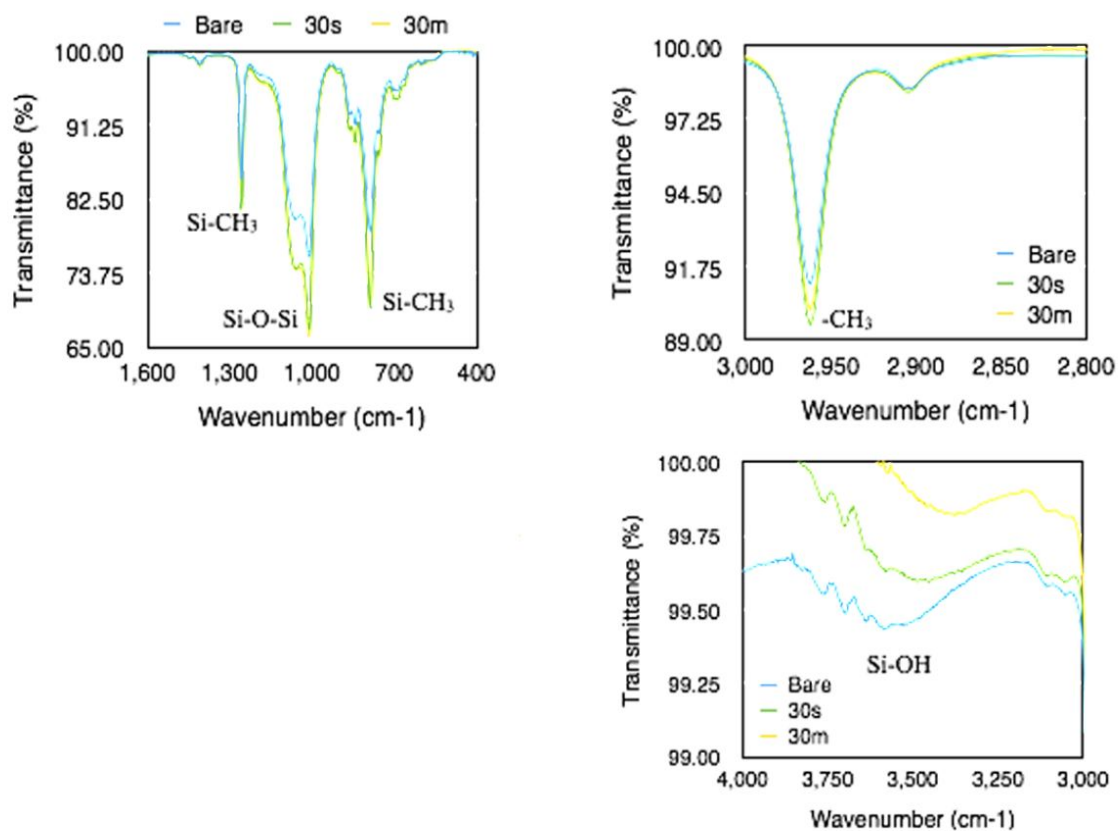 Bare 30s 30m
100.00
91.25
82.50
73.75
65.00
Transmittance (%)
Si-CH₃
Si-O-Si
Si-CH₃
1,600 1,300 1,000 700 400
Wavenumber (cm-1)
100.00
97.25
94.50
91.75
89.00
Transmittance (%)
Bare
30s
30m
-CH₃
3,000 2,950 2,900 2,850 2,800
Wavenumber (cm-1)
100.00
99.75
99.50
99.25
99.00
Transmittance (%)
Si-OH
Bare
30s
30m
4,000 3,750 3,500 3,250 3,000
Wavenumber (cm-1)